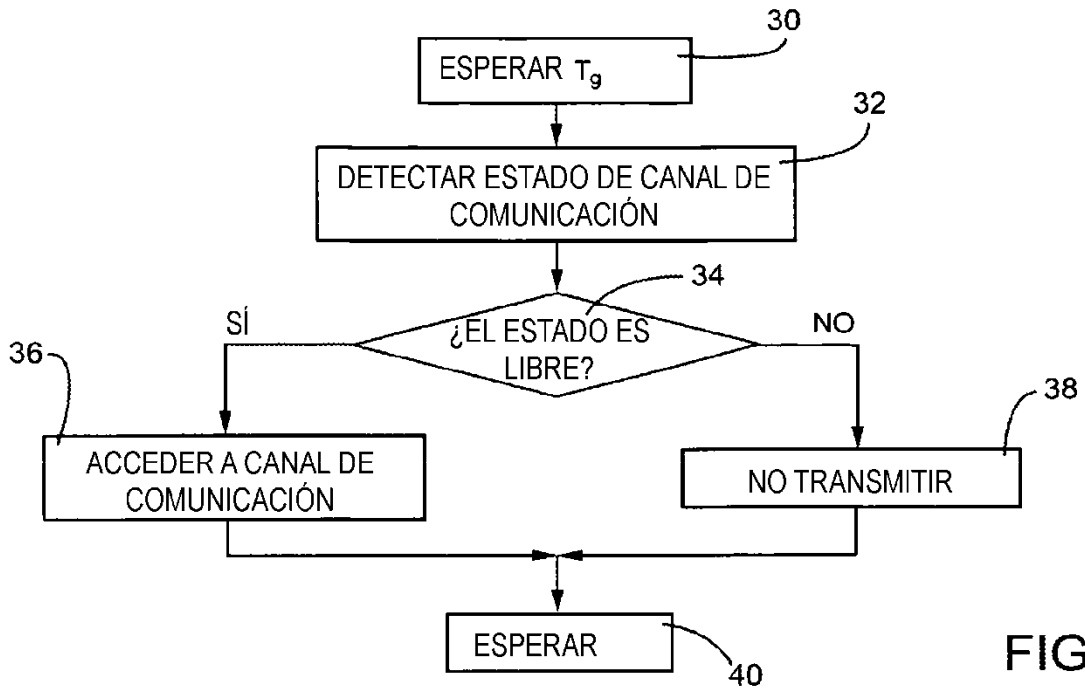 30
ESPERAR T9
32
DETECTAR ESTADO DE CANAL DE
COMUNICACIÓN
34
¿EL ESTADO ES
LIBRE?
SÍ
NO
36
38
ACCEDER A CANAL DE
COMUNICACIÓN
NO TRANSMITIR
ESPERAR
40
FIG